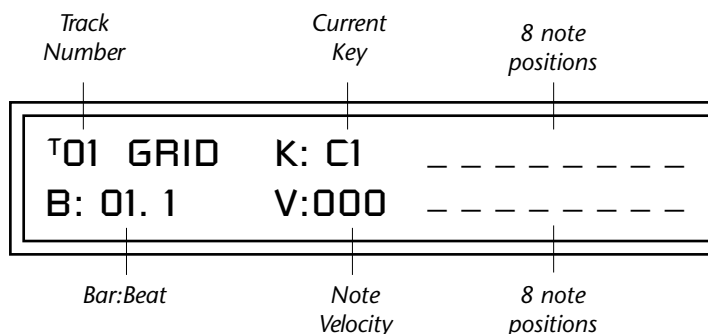 Track Number
Current Key
8 note positions
T01 GRID K: C1 _ _ _ _ _ _ _ _
B: 01. 1 V:000 _ _ _ _ _ _ _ _
Bar:Beat
Note Velocity
8 note positions